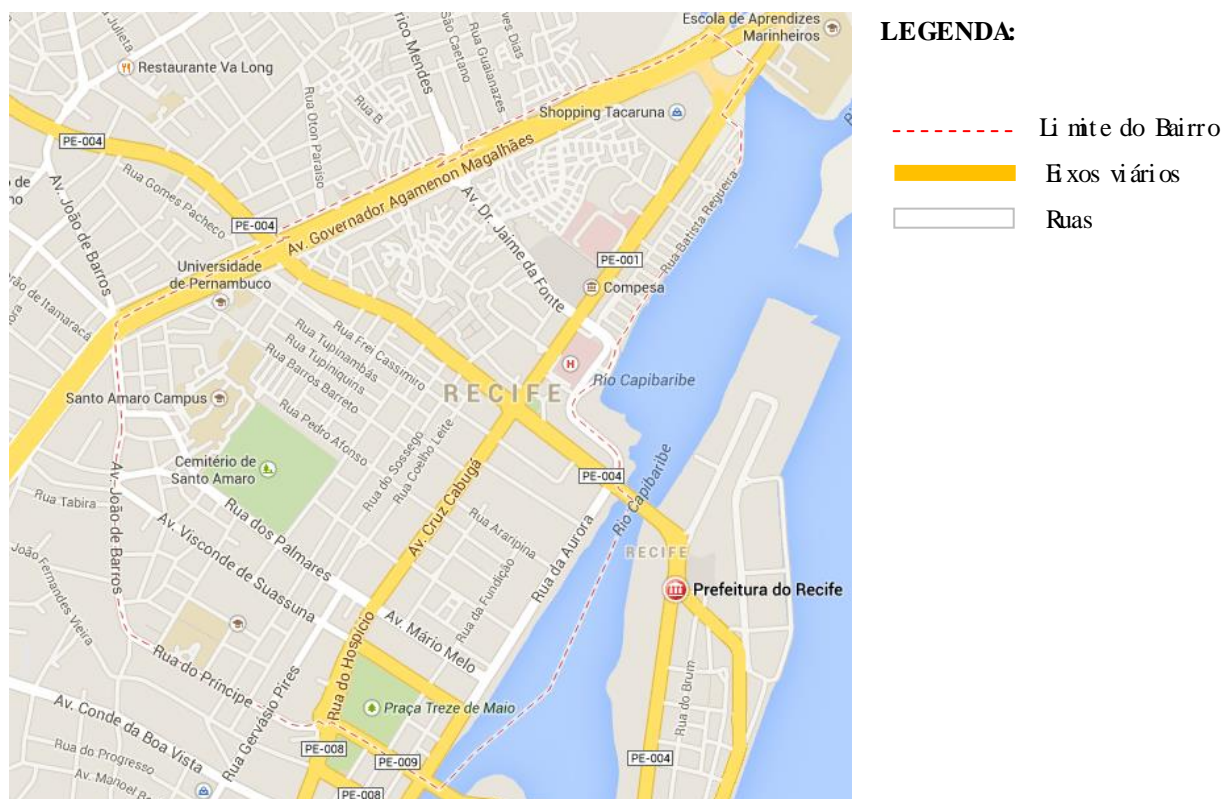 Escola de Aprendizes
Marinheiros
Restaurante Va Long
Rua B
São Caetano
Rua Guaianazes
Rua Oton Paraíso
Shopping Tacaruna
PE-004
Rua Gomes Pacheco
Av. João de Barros
PE-004
Av. Governador Agamenon Magalhães
Av. Dr. Jaime da Fonte
Rua Batista Regueira
PE-001
Compesa
Universidade
de Pernambuco
Rua Frei Cassimiro
Rua Tupinambás
Rua Tupiniquins
Rua Barros Barreto
Rua Pedro Afonso
H
Rio Capibaribe
RECIFE
Santo Amaro Campus
Cemitério de
Santo Amaro
Rua do Sossego
Rua Coelho Leite
Av. Cruz Cabugá
PE-004
Rio Capibaribe
Rua Tabira
Av. João de Barros
Rua dos Palmares
Av. Visconde de Suassuna
Rua Araripina
Rua da Aurora
Rua da Fundição
RECIFE
Prefeitura do Recife
João Fernandes Vieira
Av. Mário Melo
Rua do Príncipe
Rua do Hospício
Rua Gervásio Pires
Praça Treze de Maio
Rua do Brum
Av. Conde da Boa Vista
Rua do Progresso
PE-008
PE-009
PE-004
PE-008
LEGENDA:
Limite do Bairro
Eixos viários
Ruas